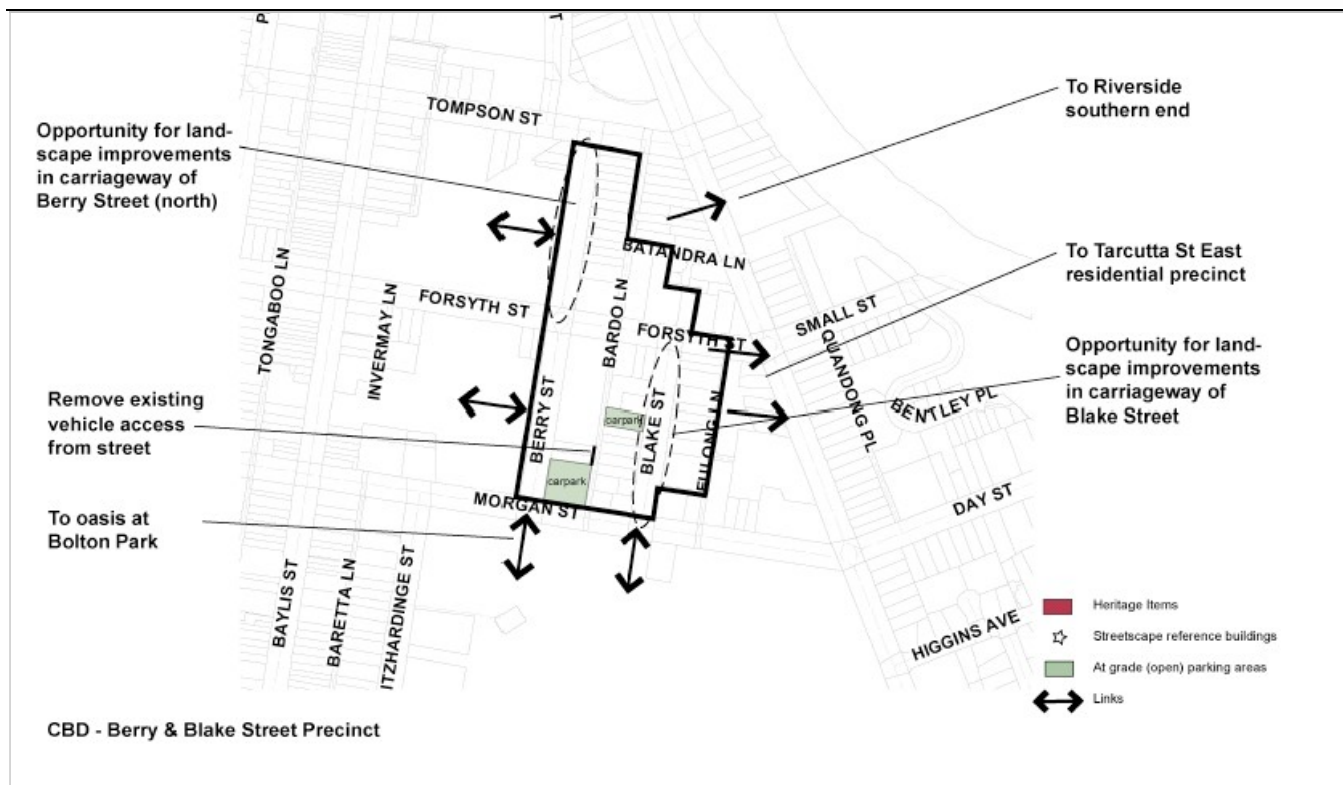 TOMPSON ST
To Riverside
southern end
Opportunity for land-
scape improvements
in carriageway of
Berry Street (north)
BATANDRA LN
To Tarcutta St East
residential precinct
TONGABOO LN
INVERMAY LN
FORSYTH ST
BARDO LN
FORSYTH ST
SMALL ST
QUANDONG PL
BENTLEY PL
Opportunity for land-
scape improvements
in carriageway of
Blake Street
Remove existing
vehicle access
from street
BERRY ST
carpark
BLAKE ST
FULONG LN
carpark
MORGAN ST
DAY ST
To oasis at
Bolton Park
BAYLIS ST
BARETTA LN
ITZHARDINGE ST
HIGGINS AVE
Heritage Items
Streetscape reference buildings
At grade (open) parking areas
Links
CBD - Berry & Blake Street Precinct